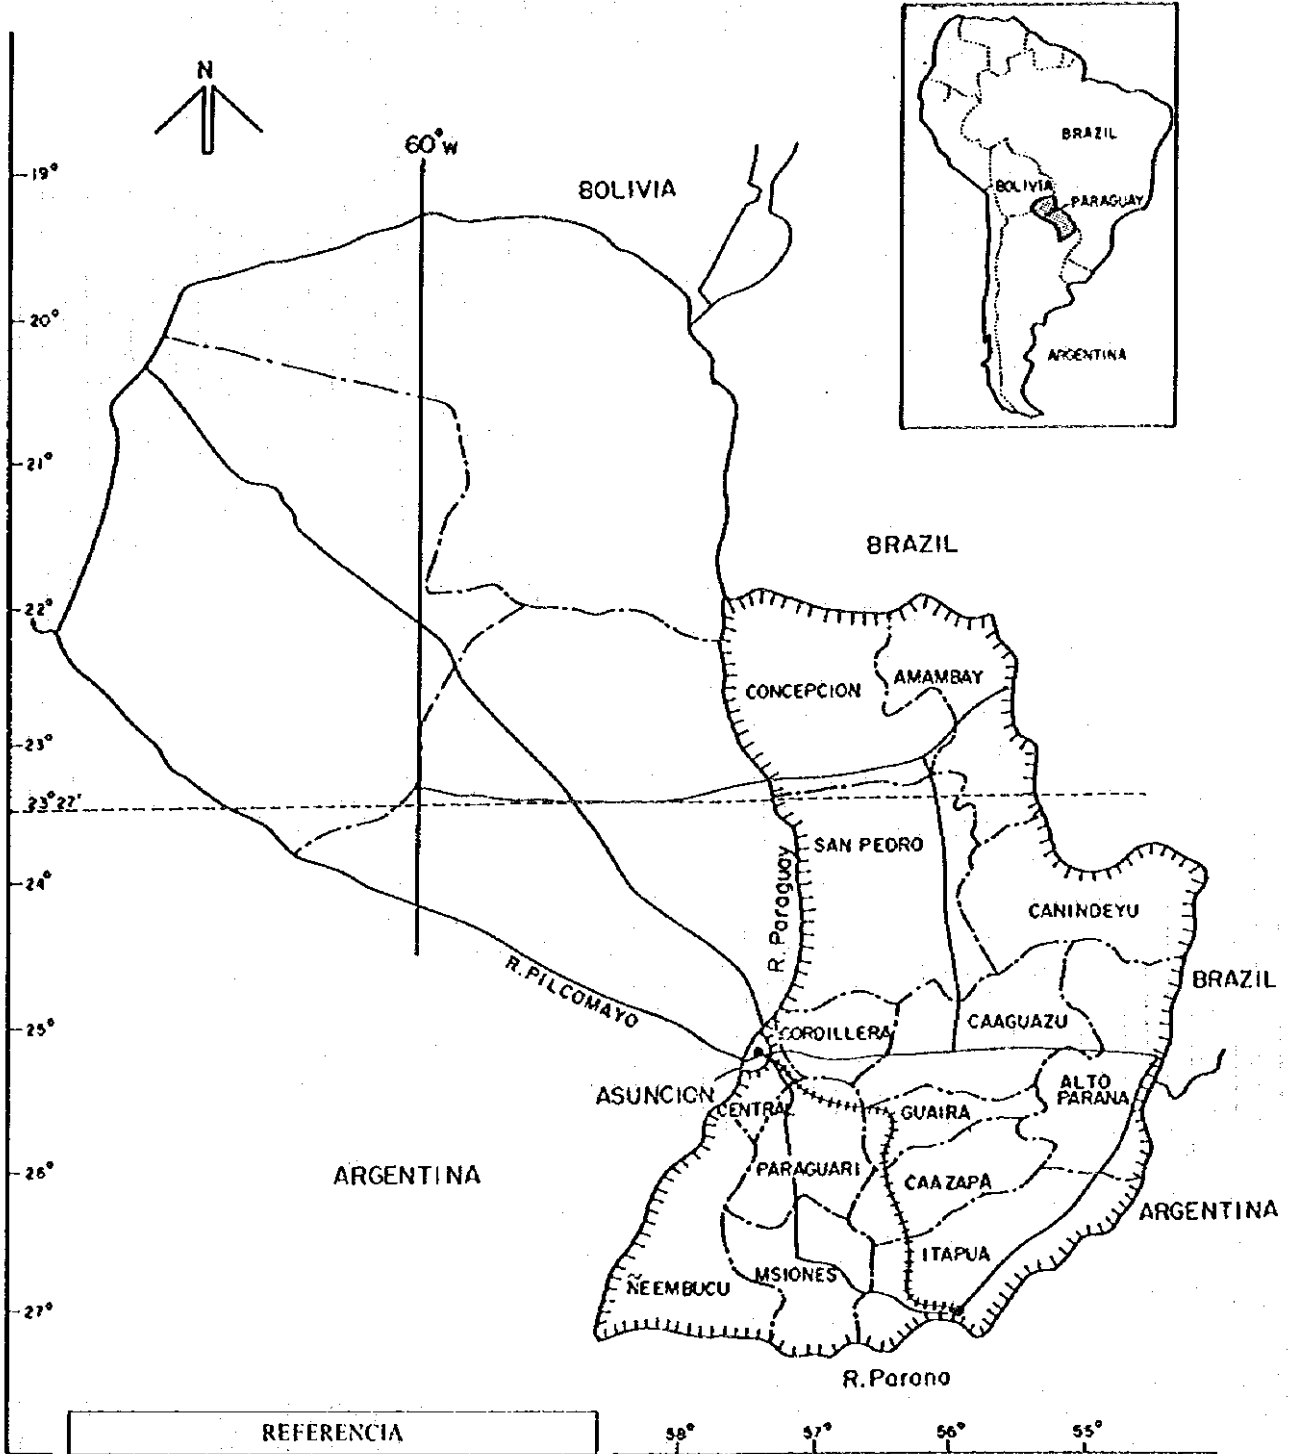 N
60°W
19°
20°
21°
22°
23°
23°27'
24°
25°
26°
27°
BOLIVIA
BRAZIL
BOLIVIA
PARAGUAY
ARGENTINA
BRAZIL
CONCEPCION
AMAMBAY
SAN PEDRO
R. Paraguay
CANINDEYU
R. PILCOMAYO
BRAZIL
CORDILLERA
CAAGUAZU
ASUNCION
CENTRAL
GUAIRA
ALTO
PARANA
ARGENTINA
PARAGUARI
CAAZAPA
ARGENTINA
ITAPUA
ÑEEMBUCU
MSIONES
R. Parana
REFERENCIA
58°
57°
56°
55°